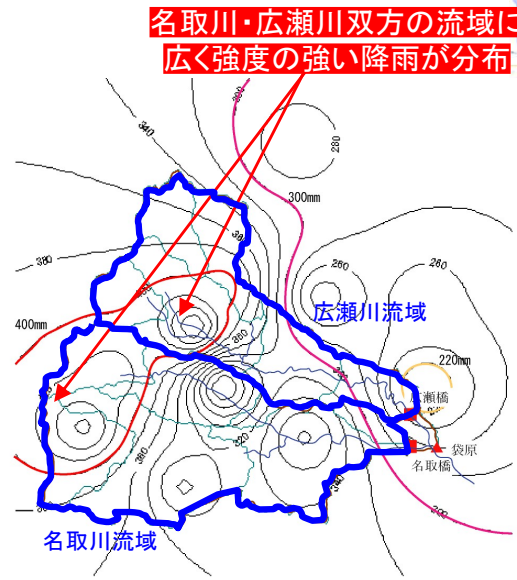 名取川・広瀬川双方の流域に
広く強度の強い降雨が分布
340
280
300mm
380
260
260
広瀬川流域
400mm
360
220mm
広瀬橋
320
袋原
名取橋
380
340
名取川流域